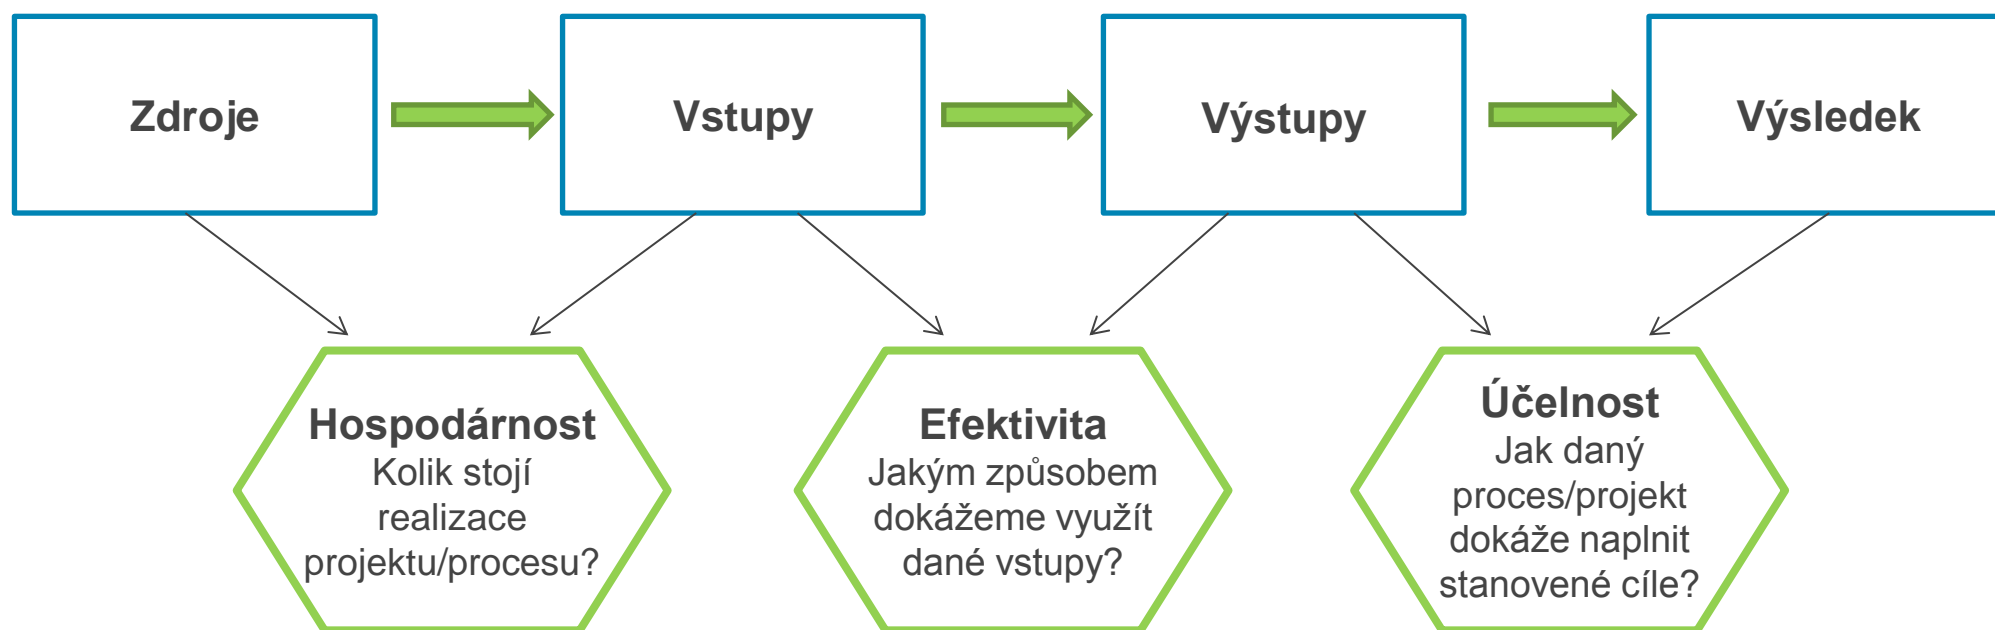 Zdroje
Vstupy
Výstupy
Výsledek
Hospodárnost
Kolik stojí
realizace
projektu/procesu?
Efektivita
Jakým způsobem
dokážeme využít
dané vstupy?
Účelnost
Jak daný
proces/projekt
dokáže naplnit
stanovené cíle?